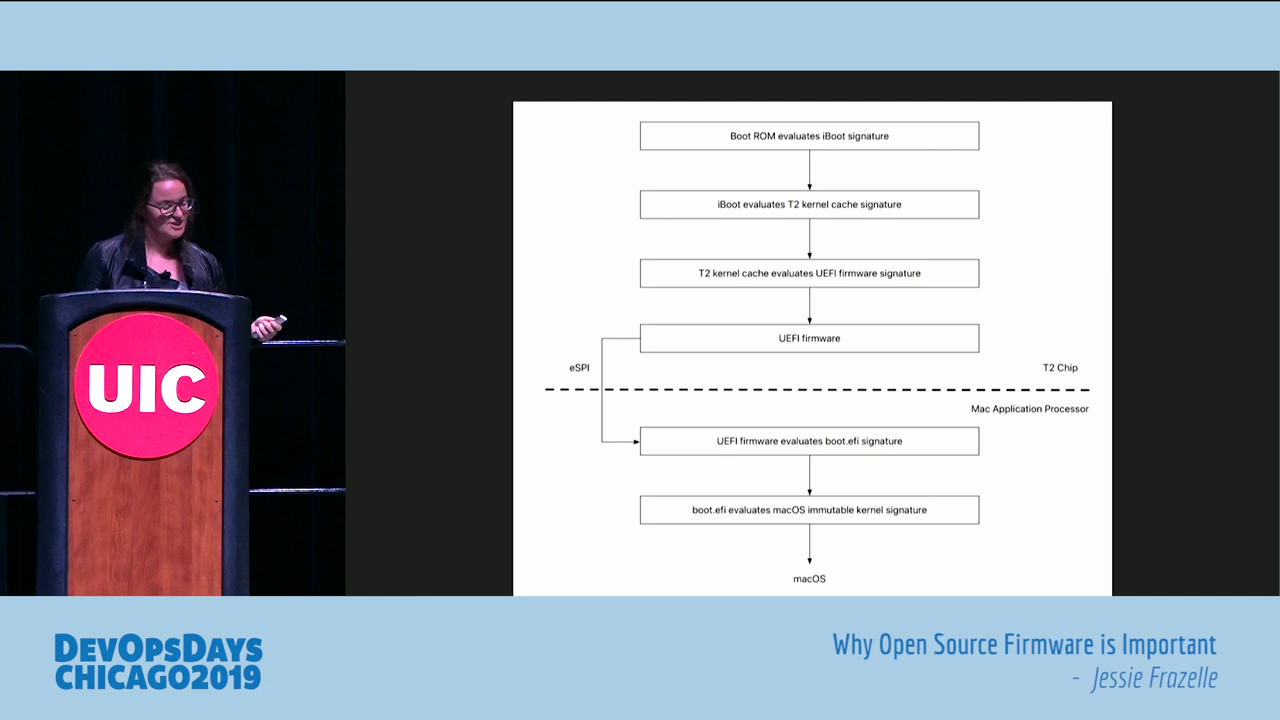 Boot ROM evaluates iBoot signature
iBoot evaluates T2 kernel cache signature
T2 kernel cache evaluates UEFI firmware signature
UEFI firmware
eSPI
T2 Chip
Mac Application Processor
UEFI firmware evaluates boot.efi signature
boot.efi evaluates macOS immutable kernel signature
macOS
UIC
DEVOPSDAYS
CHICAGO2019
Why Open Source Firmware is Important
- Jessie Frazelle